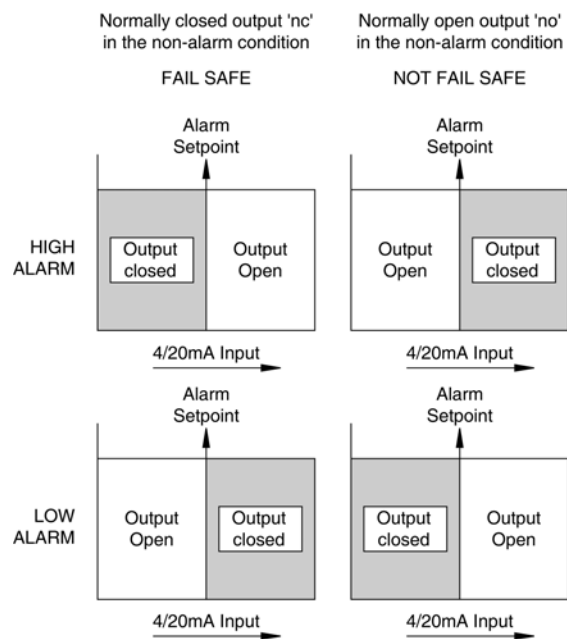 Normally closed output 'nc'
in the non-alarm condition
FAIL SAFE
Normally open output 'no'
in the non-alarm condition
NOT FAIL SAFE
HIGH
ALARM
Alarm
Setpoint
Output
closed
Output
Open
4/20mA Input
Alarm
Setpoint
Output
Open
Output
closed
4/20mA Input
LOW
ALARM
Alarm
Setpoint
Output
Open
Output
closed
4/20mA Input
Alarm
Setpoint
Output
closed
Output
Open
4/20mA Input